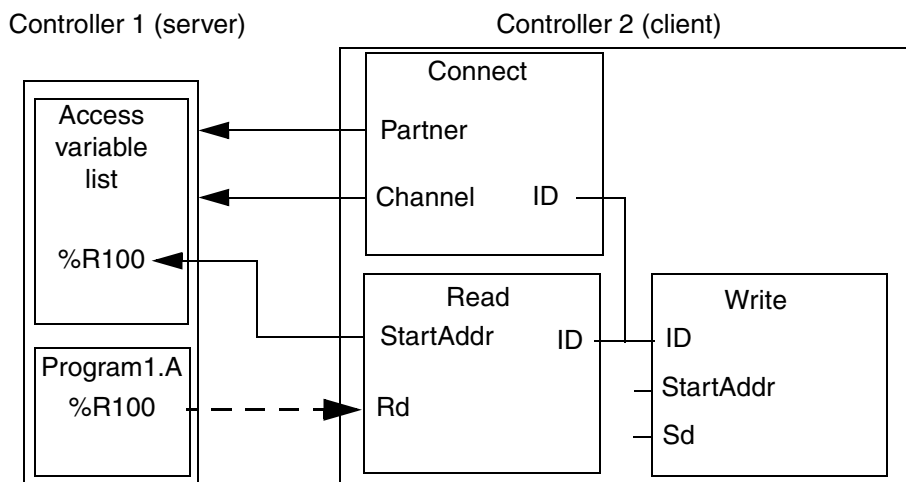 Controller 1 (server)
Controller 2 (client)
Access
variable
list
%R100
Program1.A
%R100
Connect
Partner
Channel
ID
Read
StartAddr
ID
Rd
Write
ID
StartAddr
Sd